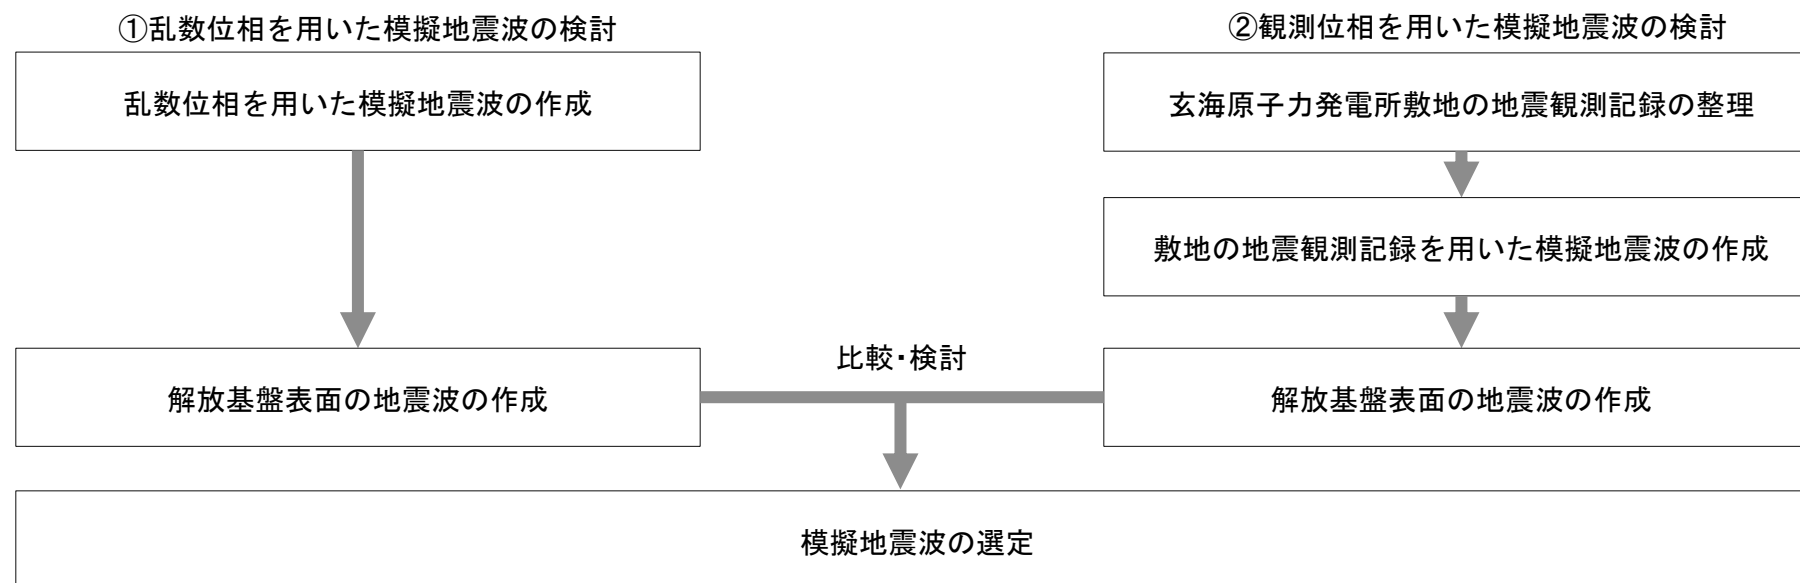 ①乱数位相を用いた模擬地震波の検討
乱数位相を用いた模擬地震波の作成
解放基盤表面の地震波の作成
②観測位相を用いた模擬地震波の検討
玄海原子力発電所敷地の地震観測記録の整理
敷地の地震観測記録を用いた模擬地震波の作成
解放基盤表面の地震波の作成
比較・検討
模擬地震波の選定